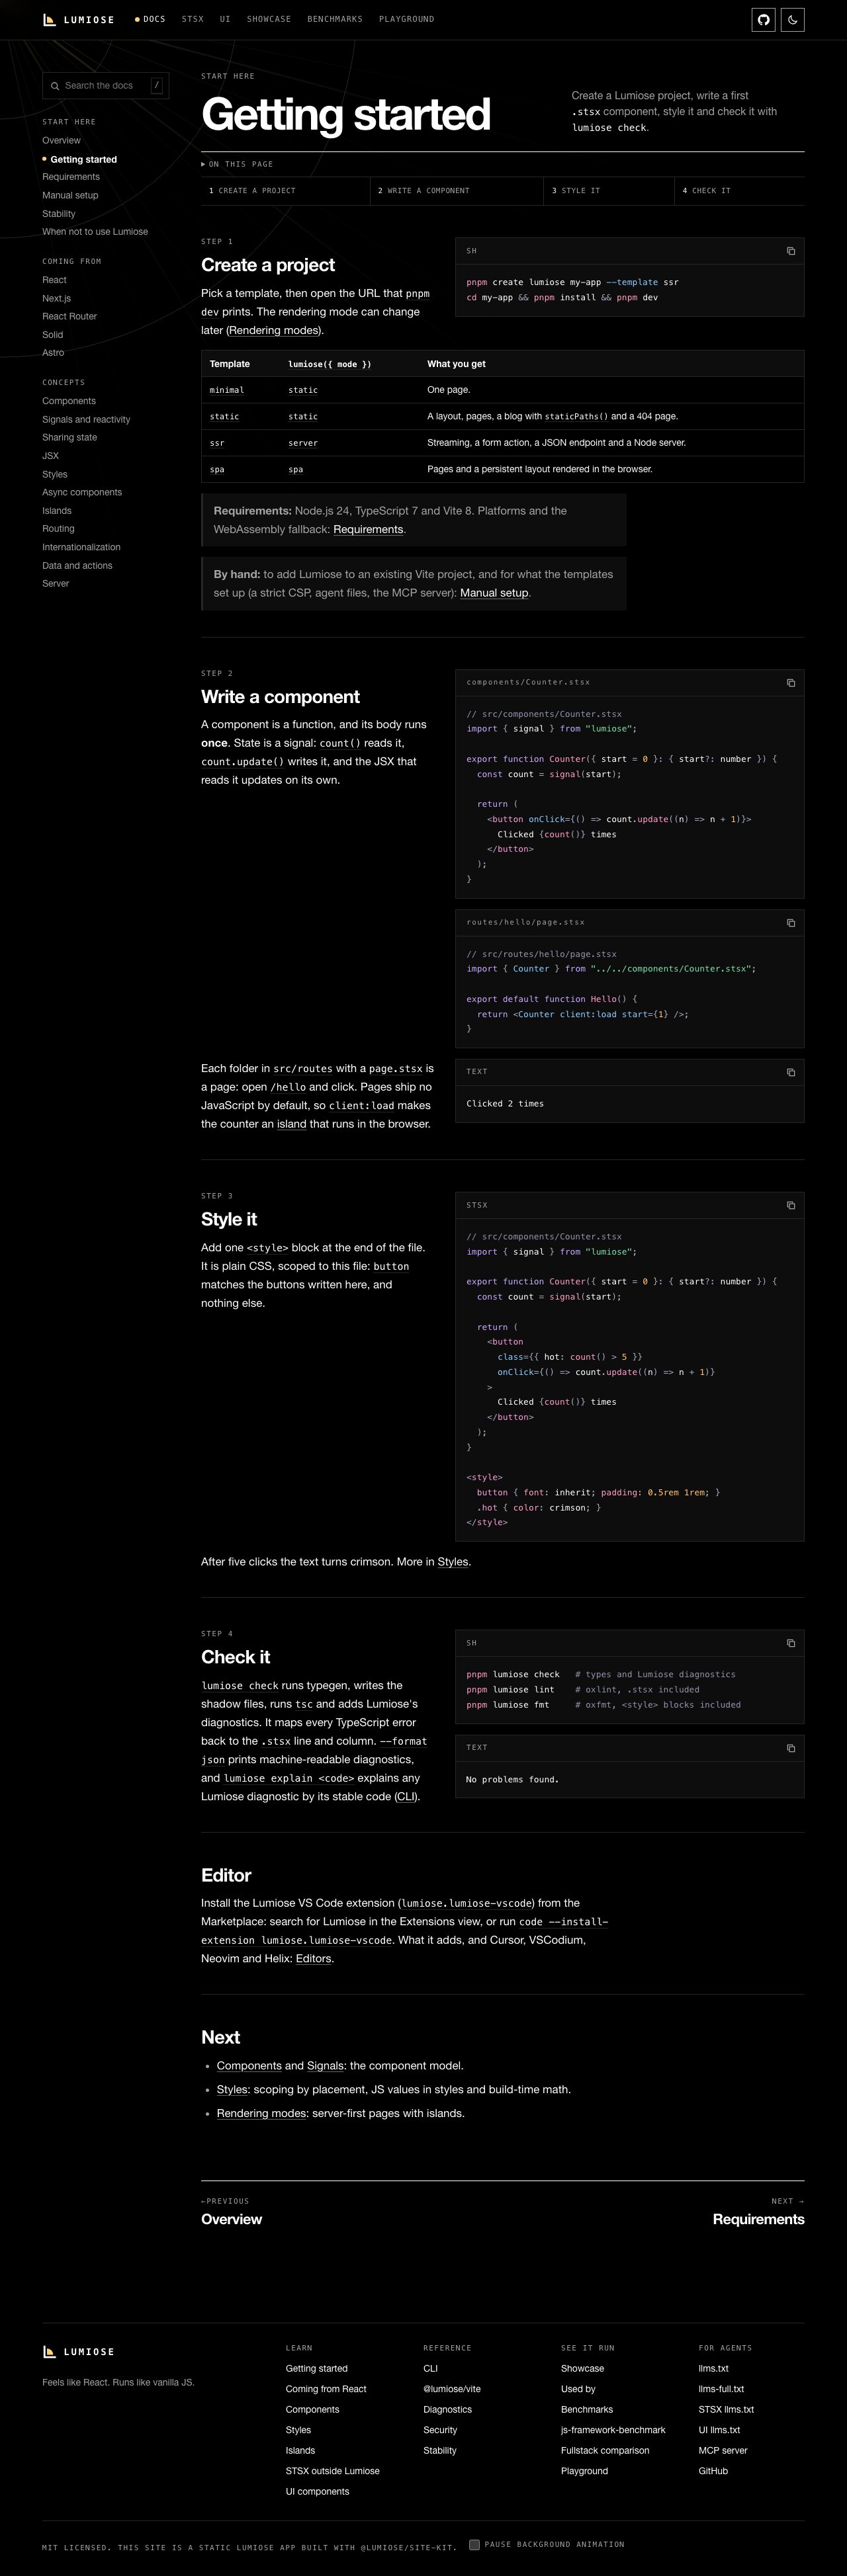 LUMIOSE
DOCS
STSX
UI
SHOWCASE
BENCHMARKS
PLAYGROUND
Search the docs
/
START HERE
Overview
Getting started
Requirements
Manual setup
Stability
When not to use Lumiose
COMING FROM
React
Next.js
React Router
Solid
Astro
CONCEPTS
Components
Signals and reactivity
Sharing state
JSX
Styles
Async components
Islands
Routing
Internationalization
Data and actions
Server
START HERE
Getting started
Create a Lumiose project, write a first
.stsx component, style it and check it with
lumiose check.
ON THIS PAGE
1 CREATE A PROJECT
2 WRITE A COMPONENT
3 STYLE IT
4 CHECK IT
STEP 1
Create a project
Pick a template, then open the URL that pnpm
dev prints. The rendering mode can change
later (Rendering modes).
SH
pnpm create lumiose my-app --template ssr
cd my-app && pnpm install && pnpm dev
Template lumiose({ mode }) What you get
minimal static One page.
static static A layout, pages, a blog with staticPaths() and a 404 page.
ssr server Streaming, a form action, a JSON endpoint and a Node server.
spa spa Pages and a persistent layout rendered in the browser.
Requirements: Node.js 24, TypeScript 7 and Vite 8. Platforms and the
WebAssembly fallback: Requirements.
By hand: to add Lumiose to an existing Vite project, and for what the templates
set up (a strict CSP, agent files, the MCP server): Manual setup.
STEP 2
Write a component
A component is a function, and its body runs
once. State is a signal: count() reads it,
count.update() writes it, and the JSX that
reads it updates on its own.
components/Counter.stsx
// src/components/Counter.stsx
import { signal } from "lumiose";
export function Counter({ start = 0 }: { start?: number }) {
const count = signal(start);
return (
<button onClick={() => count.update((n) => n + 1)}>
Clicked {count()} times
</button>
);
}
routes/hello/page.stsx
// src/routes/hello/page.stsx
import { Counter } from "../../components/Counter.stsx";
export default function Hello() {
return <Counter client:load start={1} />;
}
Each folder in src/routes with a page.stsx is
a page: open /hello and click. Pages ship no
JavaScript by default, so client:load makes
the counter an island that runs in the browser.
TEXT
Clicked 2 times
STEP 3
Style it
Add one <style> block at the end of the file.
It is plain CSS, scoped to this file: button
matches the buttons written here, and
nothing else.
STSX
// src/components/Counter.stsx
import { signal } from "lumiose";
export function Counter({ start = 0 }: { start?: number }) {
const count = signal(start);
return (
<button
class={{ hot: count() > 5 }}
onClick={() => count.update((n) => n + 1)}
>
Clicked {count()} times
</button>
);
}
<style>
button { font: inherit; padding: 0.5rem 1rem; }
.hot { color: crimson; }
</style>
After five clicks the text turns crimson. More in Styles.
STEP 4
Check it
lumiose check runs typegen, writes the
shadow files, runs tsc and adds Lumiose's
diagnostics. It maps every TypeScript error
back to the .stsx line and column. --format
json prints machine-readable diagnostics,
and lumiose explain <code> explains any
Lumiose diagnostic by its stable code (CLI).
SH
pnpm lumiose check # types and Lumiose diagnostics
pnpm lumiose lint # oxlint, .stsx included
pnpm lumiose fmt # oxfmt, <style> blocks included
TEXT
No problems found.
Editor
Install the Lumiose VS Code extension (lumiose.lumiose-vscode) from the
Marketplace: search for Lumiose in the Extensions view, or run code --install-
extension lumiose.lumiose-vscode. What it adds, and Cursor, VSCodium,
Neovim and Helix: Editors.
Next
Components and Signals: the component model.
Styles: scoping by placement, JS values in styles and build-time math.
Rendering modes: server-first pages with islands.
←PREVIOUS
Overview
NEXT →
Requirements
LUMIOSE
Feels like React. Runs like vanilla JS.
LEARN
Getting started
Coming from React
Components
Styles
Islands
STSX outside Lumiose
UI components
REFERENCE
CLI
@lumiose/vite
Diagnostics
Security
Stability
SEE IT RUN
Showcase
Used by
Benchmarks
js-framework-benchmark
Fullstack comparison
Playground
FOR AGENTS
llms.txt
llms-full.txt
STSX llms.txt
UI llms.txt
MCP server
GitHub
MIT LICENSED. THIS SITE IS A STATIC LUMIOSE APP BUILT WITH @LUMIOSE/SITE-KIT.
PAUSE BACKGROUND ANIMATION